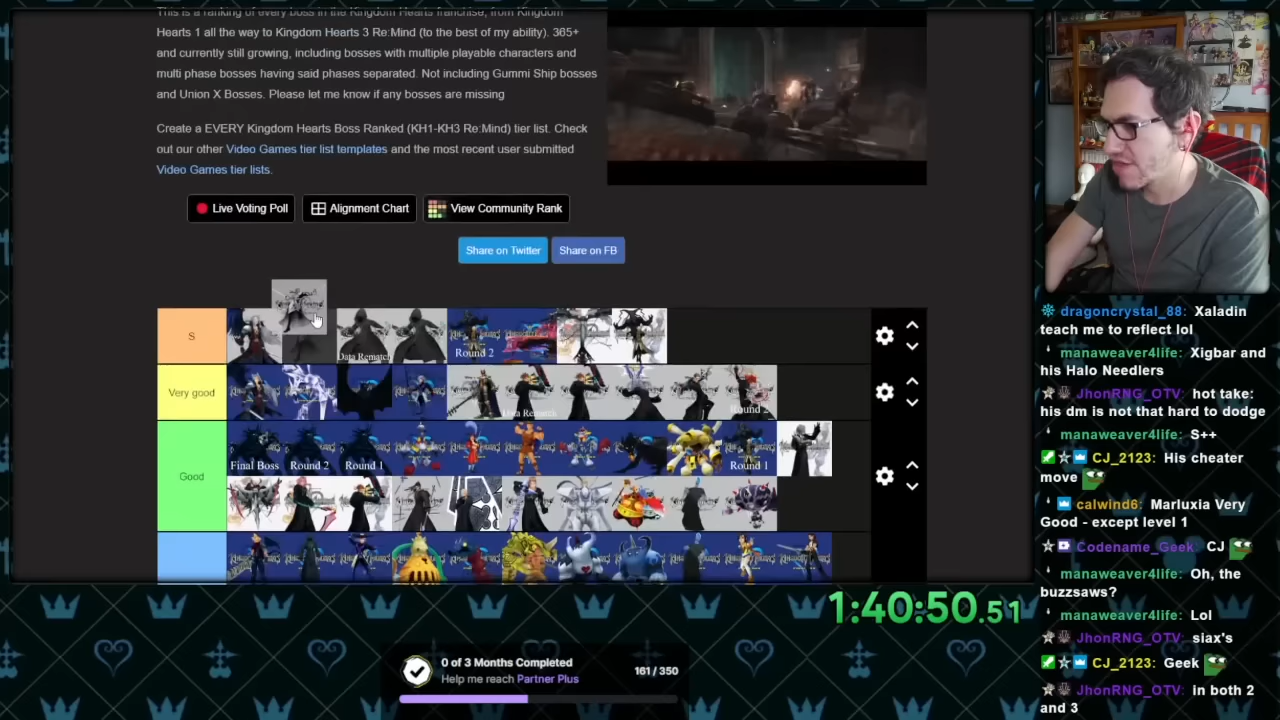 This is a ranking of every boss in the Kingdom Hearts franchise, from Kingdom
Hearts 1 all the way to Kingdom Hearts 3 Re:Mind (to the best of my ability). 365+
and currently still growing, including bosses with multiple playable characters and
multi phase bosses having said phases separated. Not including Gummi Ship bosses
and Union X Bosses. Please let me know if any bosses are missing
Create a EVERY Kingdom Hearts Boss Ranked (KH1-KH3 Re:Mind) tier list. Check
out our other Video Games tier list templates and the most recent user submitted
Video Games tier lists.
Live Voting Poll
Alignment Chart
View Community Rank
Share on Twitter
Share on FB
S
Data Rematch
Round 2
Very good
Data Rematch
Round 2
Good
Final Boss
Round 2
Round 1
Round 1
1:40:50.51
0 of 3 Months Completed
Help me reach Partner Plus
161 / 350
dragoncrystal_88: Xaladin
teach me to reflect lol
manaweaver4life: Xigbar and
his Halo Needlers
JhonRNG_OTV: hot take:
his dm is not that hard to dodge
manaweaver4life: S++
CJ_2123: His cheater
move
calwind6: Marluxia Very
Good - except level 1
Codename_Geek: CJ
manaweaver4life: Oh, the
buzzsaws?
manaweaver4life: Lol
JhonRNG_OTV: siax's
CJ_2123: Geek
JhonRNG_OTV: in both 2
and 3